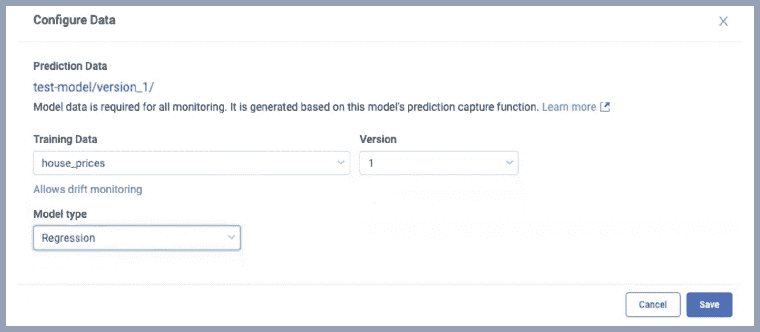 Configure Data
Prediction Data
test-model/version_1/
Model data is required for all monitoring. It is generated based on this model's prediction capture function. Learn more
Training Data Version
house_prices 1
Allows drift monitoring
Model type
Regression
Cancel Save